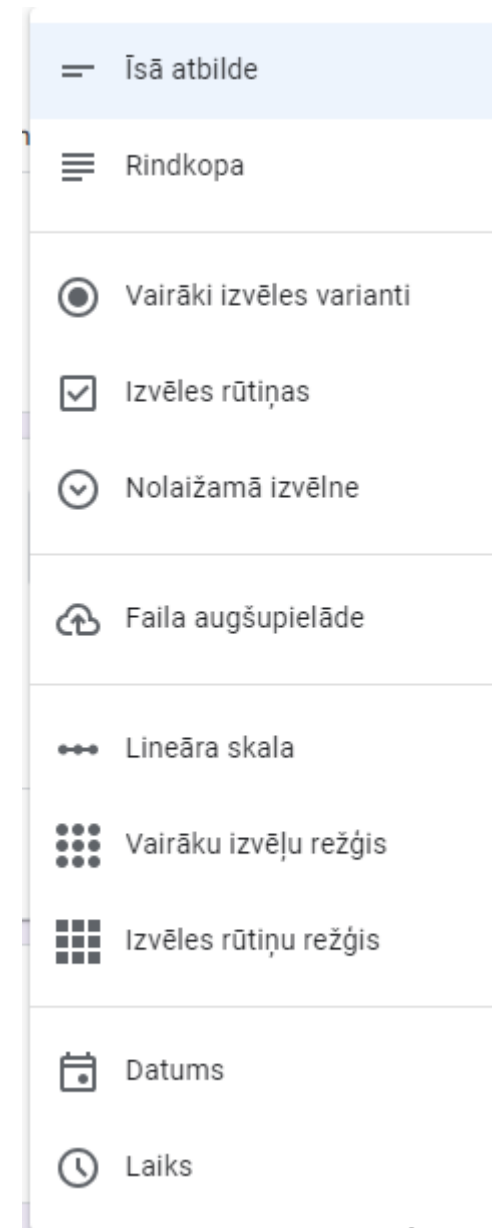 Īsā atbilde
Rindkopa
Vairāki izvēles varianti
Izvēles rūtiņas
Nolaižamā izvēlne
Faila augšupielāde
Lineāra skala
Vairāku izvēļu režģis
Izvēles rūtiņu režģis
Datums
Laiks